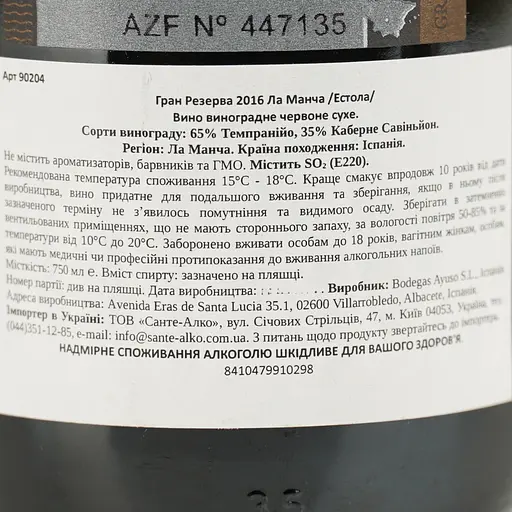 AZF Nº 447135
GRA
Арт 90204
Гран Резерва 2016 Ла Манча /Естола/
Вино виноградне червоне сухе.
Сорти винограду: 65% Темпранійо, 35% Каберне Савіньйон.
Регіон: Ла Манча. Країна походження: Іспанія.
Не містить ароматизаторів, барвників та ГМО. Містить SO₂ (E220).
Рекомендована температура споживання 15°С - 18°С. Краще смакує впродовж 10 років від дати
виробництва, вино придатне для подальшого вживання та зберігання, якщо в ньому після
зазначеного терміну не з’явилось помутніння та видимого осаду. Зберігати в затемнених
вентильованих приміщеннях, що не мають стороннього запаху, за вологості повітря 50-85% та за
температури від 10°С до 20°С. Заборонено вживати особам до 18 років, вагітним жінкам, особам,
які мають медичні чи професійні протипоказання до вживання алкогольних напоїв.
Місткість: 750 мл е. Вміст спирту: зазначено на пляшці.
Номер партії: див на пляшці. Дата виробництва: Виробник: Bodegas Ayuso S.L., Іспанія
Адреса виробництва: Avenida Eras de Santa Lucia 35.1, 02600 Villarrobledo, Albacete, Іспанія.
Імпортер в Україні: ТОВ «Санте-Алко», вул. Січових Стрільців, 47, м. Київ 04053, Україна, тел.
(044)351-12-85, e-mail: info@sante-alko.com.ua. З питань щодо продукту звертайтесь до імпортера.
НАДМІРНЕ СПОЖИВАННЯ АЛКОГОЛЮ ШКІДЛИВЕ ДЛЯ ВАШОГО ЗДОРОВ'Я.
8410479910298